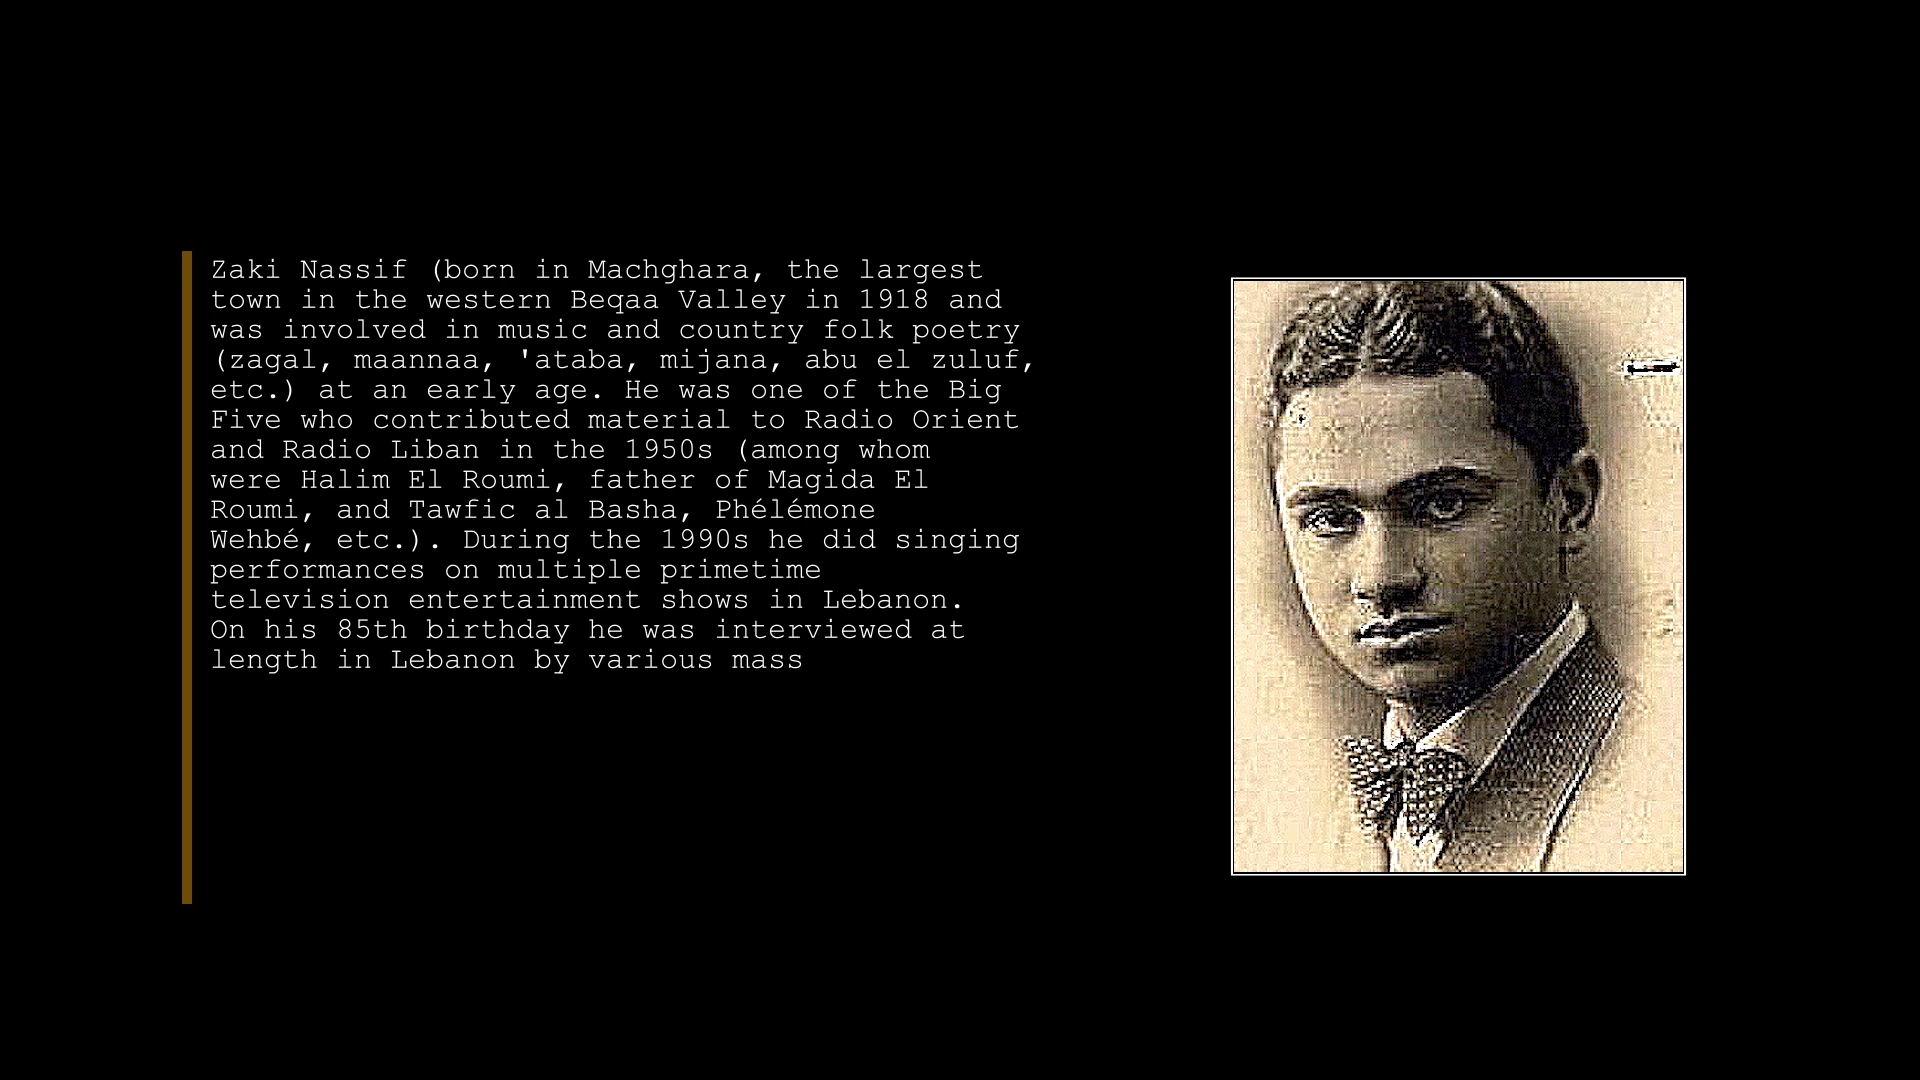 Zaki Nassif (born in Machghara, the largest
town in the western Beqaa Valley in 1918 and
was involved in music and country folk poetry
(zagal, maannaa, 'ataba, mijana, abu el zuluf,
etc.) at an early age. He was one of the Big
Five who contributed material to Radio Orient
and Radio Liban in the 1950s (among whom
were Halim El Roumi, father of Magida El
Roumi, and Tawfic al Basha, Phélémone
Wehbé, etc.). During the 1990s he did singing
performances on multiple primetime
television entertainment shows in Lebanon.
On his 85th birthday he was interviewed at
length in Lebanon by various mass